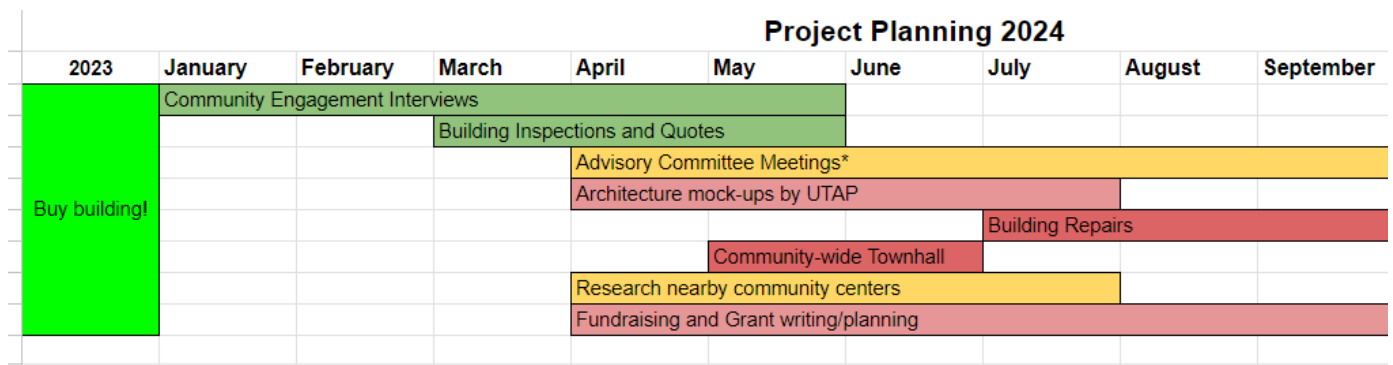 Project Planning 2024
2023 January February March April May June July August September
Community Engagement Interviews
Building Inspections and Quotes
Advisory Committee Meetings*
Architecture mock-ups by UTAP
Buy building!
Building Repairs
Community-wide Townhall
Research nearby community centers
Fundraising and Grant writing/planning